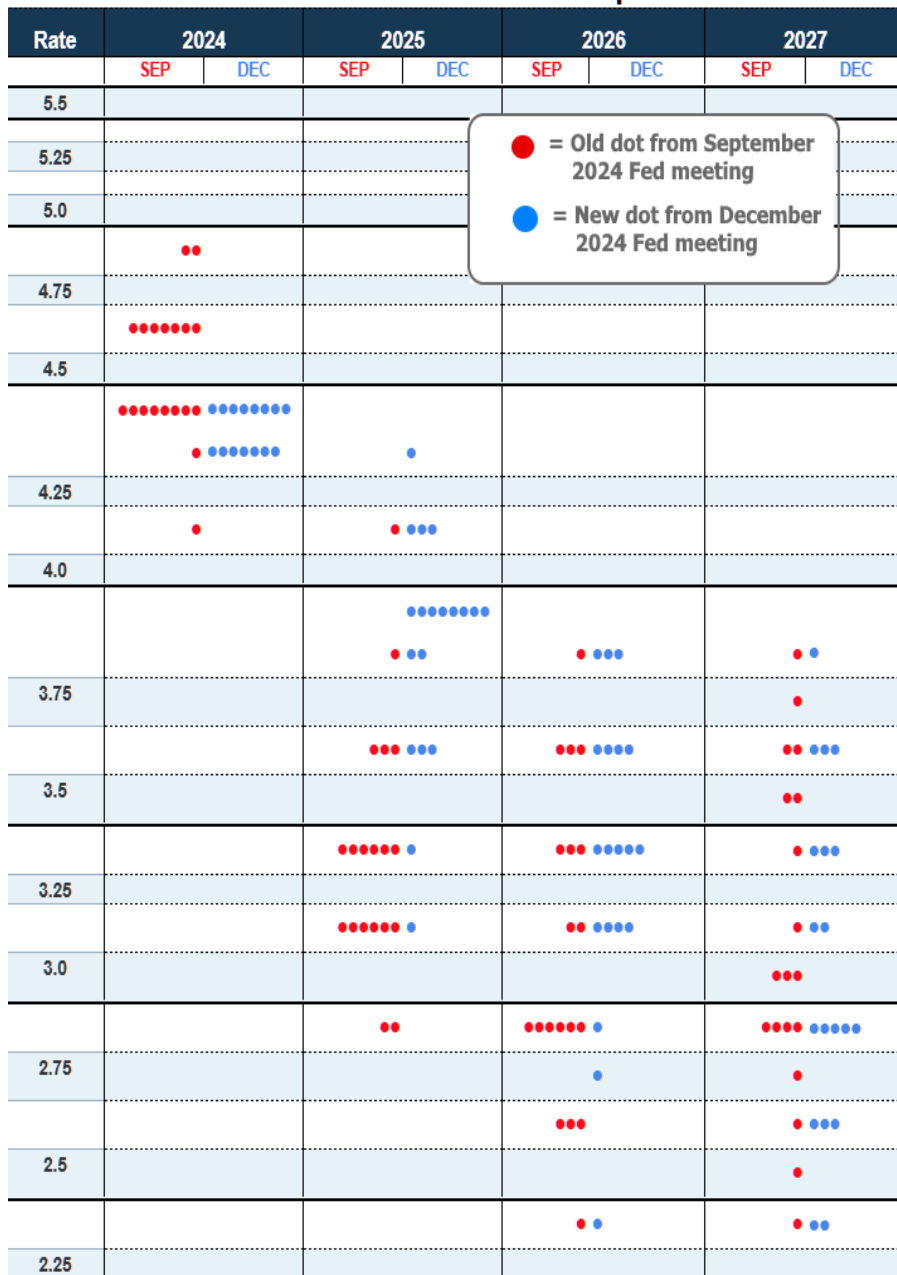 Rate 2024 2025 2026 2027
SEP DEC SEP DEC SEP DEC SEP DEC
5.5
= Old dot from September
2024 Fed meeting
5.25
= New dot from December
2024 Fed meeting
5.0
4.75
4.5
4.25
4.0
3.75
3.5
3.25
3.0
2.75
2.5
2.25